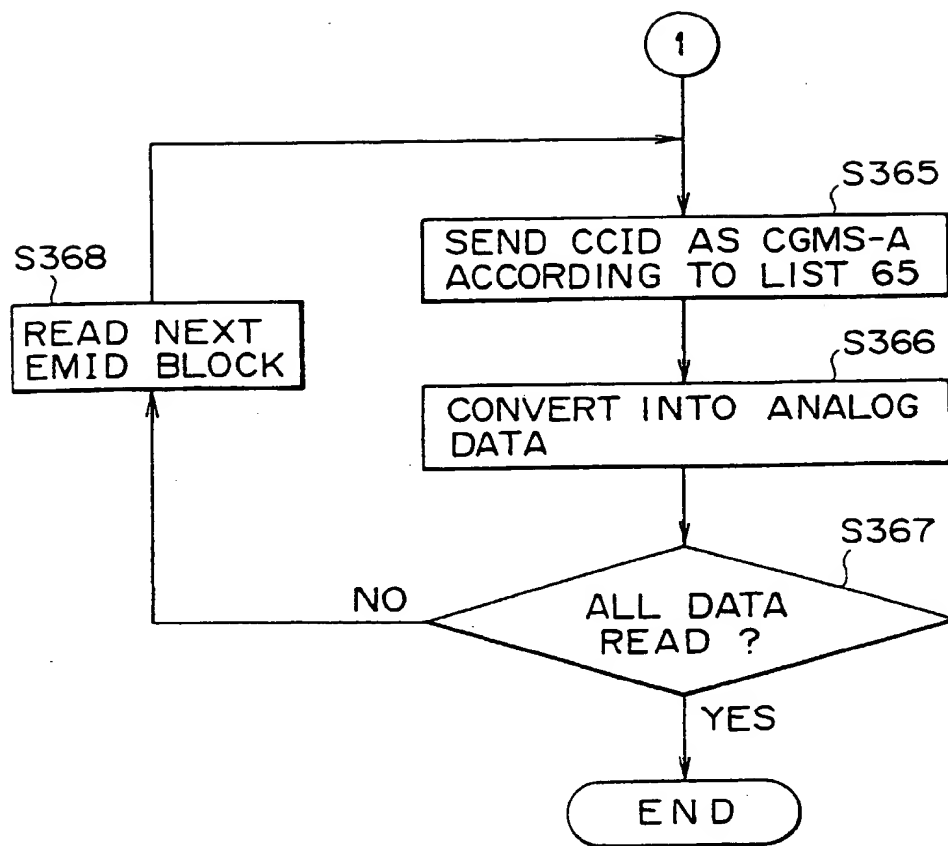 1
S365
SEND CCID AS CGMS-A
ACCORDING TO LIST 65
S368
READ NEXT
EMID BLOCK
S366
CONVERT INTO ANALOG
DATA
S367
NO
ALL DATA
READ ?
YES
END